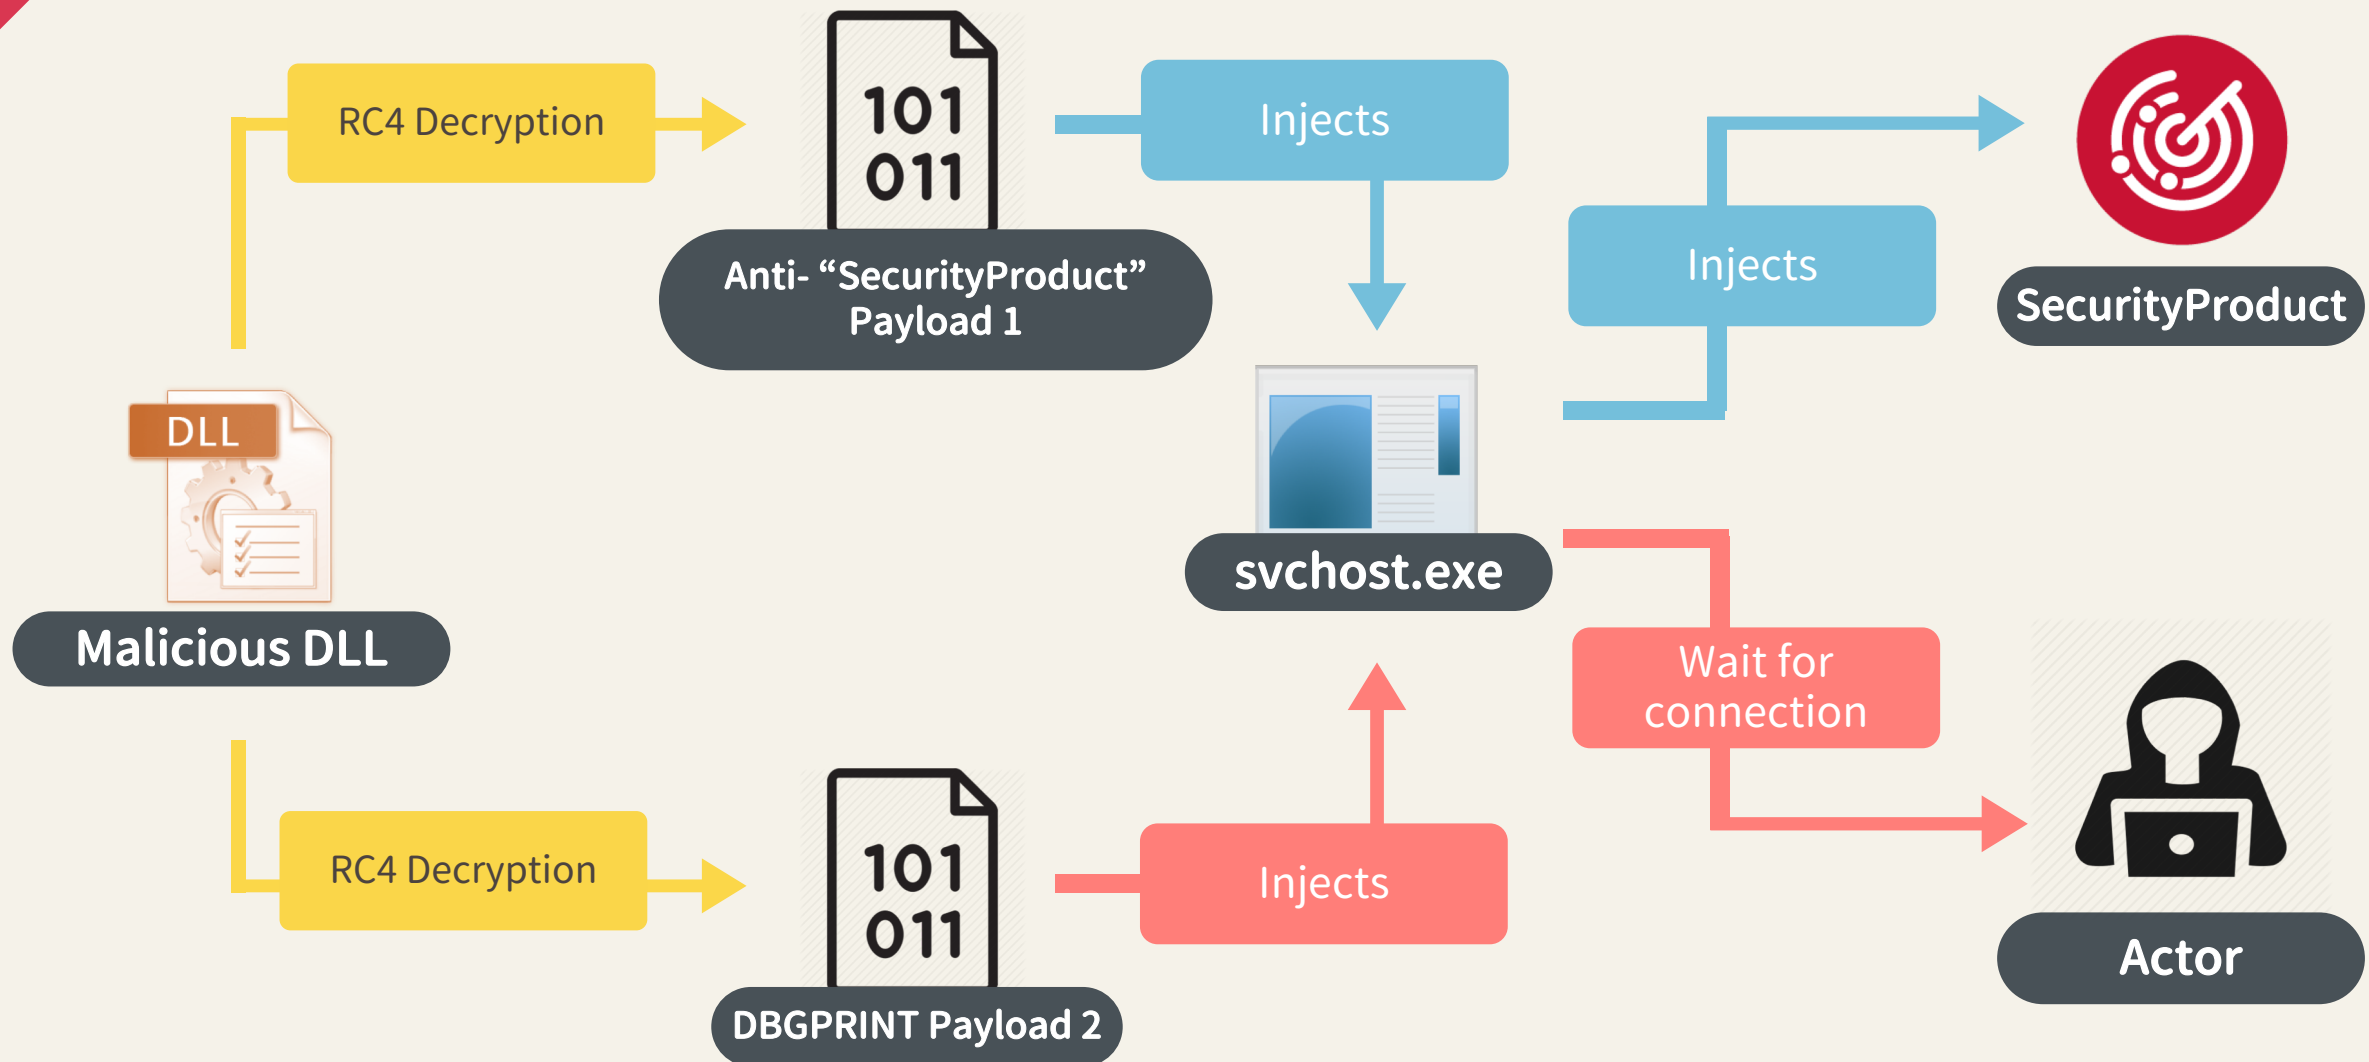 RC4 Decryption
101
011
Anti- “SecurityProduct”
Payload 1
Injects
Injects
SecurityProduct
DLL
Malicious DLL
svchost.exe
Wait for
connection
RC4 Decryption
101
011
DBGPRINT Payload 2
Injects
Actor